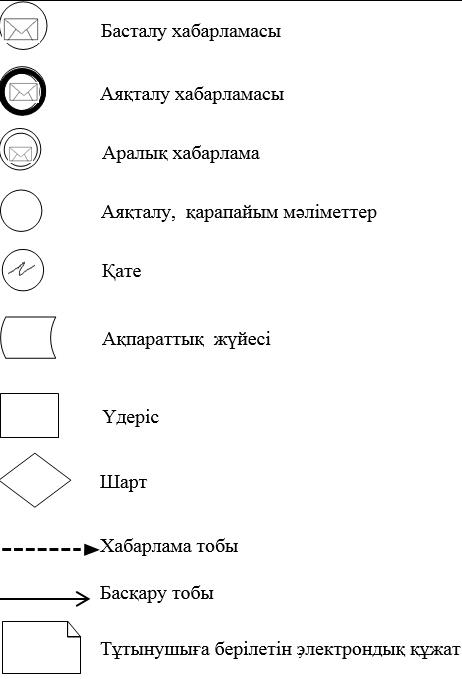 Басталу хабарламасы
Аяқталу хабарламасы
Аралық хабарлама
Аяқталу, қарапайым мәліметтер
Қате
Ақпараттық жүйесі
Үдеріс
Шарт
Хабарлама тобы
Басқару тобы
Тұтынушыға берілетін электрондық құжат